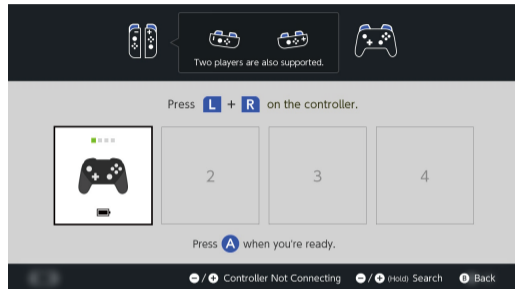 Two players are also supported.
Press L + R on the controller.
2
3
4
Press A when you're ready.
−/+ Controller Not Connecting −/+ (Hold) Search B Back